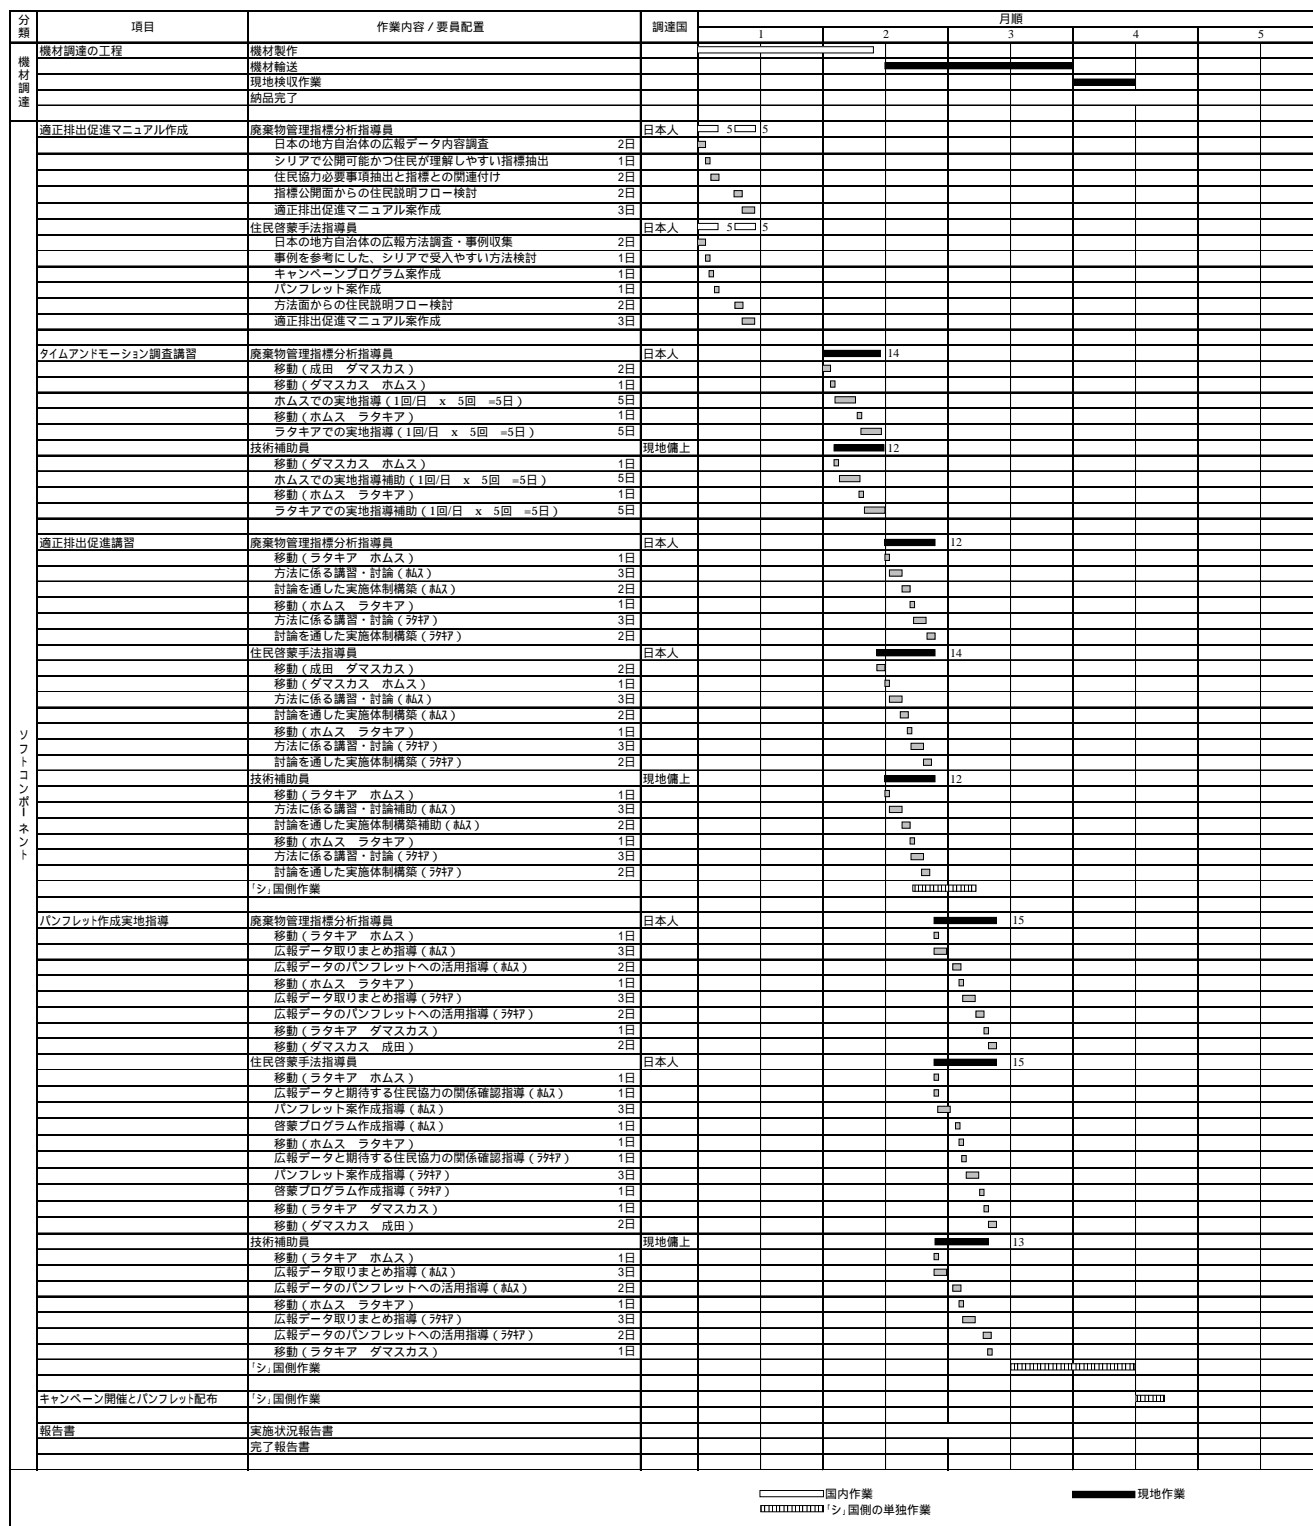 分類 項目 作業内容 / 要員配置 調達国 月順
1 2 3 4 5
機材調達
機材調達の工程 機材製作
機材輸送
現地検収作業
納品完了
ソフトコンポーネント
適正排出促進マニュアル作成 廃棄物管理指標分析指導員 日本人 5 5
日本の地方自治体の広報データ内容調査 2日
シリアで公開可能かつ住民が理解しやすい指標抽出 1日
住民協力必要事項抽出と指標との関連付け 2日
指標公開面からの住民説明フロー検討 2日
適正排出促進マニュアル案作成 3日
住民啓蒙手法指導員 日本人 5 5
日本の地方自治体の広報方法調査・事例収集 2日
事例を参考にした、シリアで受入やすい方法検討 1日
キャンペーンプログラム案作成 1日
パンフレット案作成 1日
方法面からの住民説明フロー検討 2日
適正排出促進マニュアル案作成 3日
タイムアンドモーション調査講習 廃棄物管理指標分析指導員 日本人 14
移動(成田 ダマスカス) 2日
移動(ダマスカス ホムス) 1日
ホムスでの実地指導(1回/日 x 5回 =5日) 5日
移動(ホムス ラタキア) 1日
ラタキアでの実地指導(1回/日 x 5回 =5日) 5日
技術補助員 現地傭上 12
移動(ダマスカス ホムス) 1日
ホムスでの実地指導補助(1回/日 x 5回 =5日) 5日
移動(ホムス ラタキア) 1日
ラタキアでの実地指導補助(1回/日 x 5回 =5日) 5日
適正排出促進講習 廃棄物管理指標分析指導員 日本人 12
移動(ラタキア ホムス) 1日
方法に係る講習・討論(ﾎﾑｽ) 3日
討論を通した実施体制構築(ﾎﾑｽ) 2日
移動(ホムス ラタキア) 1日
方法に係る講習・討論(ﾗﾀｷｱ) 3日
討論を通した実施体制構築(ﾗﾀｷｱ) 2日
住民啓蒙手法指導員 日本人 14
移動(成田 ダマスカス) 2日
移動(ダマスカス ホムス) 1日
方法に係る講習・討論(ﾎﾑｽ) 3日
討論を通した実施体制構築(ﾎﾑｽ) 2日
移動(ホムス ラタキア) 1日
方法に係る講習・討論(ﾗﾀｷｱ) 3日
討論を通した実施体制構築(ﾗﾀｷｱ) 2日
技術補助員 現地傭上 12
移動(ラタキア ホムス) 1日
方法に係る講習・討論補助(ﾎﾑｽ) 3日
討論を通した実施体制構築補助(ﾎﾑｽ) 2日
移動(ホムス ラタキア) 1日
方法に係る講習・討論(ﾗﾀｷｱ) 3日
討論を通した実施体制構築(ﾗﾀｷｱ) 2日
「シ」国側作業
パンフレット作成実地指導 廃棄物管理指標分析指導員 日本人 15
移動(ラタキア ホムス) 1日
広報データ取りまとめ指導(ﾎﾑｽ) 3日
広報データのパンフレットへの活用指導(ﾎﾑｽ) 2日
移動(ホムス ラタキア) 1日
広報データ取りまとめ指導(ﾗﾀｷｱ) 3日
広報データのパンフレットへの活用指導(ﾗﾀｷｱ) 2日
移動(ラタキア ダマスカス) 1日
移動(ダマスカス 成田) 2日
住民啓蒙手法指導員 日本人 15
移動(ラタキア ホムス) 1日
広報データと期待する住民協力の関係確認指導(ﾎﾑｽ) 1日
パンフレット案作成指導(ﾎﾑｽ) 3日
啓蒙プログラム作成指導(ﾎﾑｽ) 1日
移動(ホムス ラタキア) 1日
広報データと期待する住民協力の関係確認指導(ﾗﾀｷｱ) 1日
パンフレット案作成指導(ﾗﾀｷｱ) 3日
啓蒙プログラム作成指導(ﾗﾀｷｱ) 1日
移動(ラタキア ダマスカス) 1日
移動(ダマスカス 成田) 2日
技術補助員 現地傭上 13
移動(ラタキア ホムス) 1日
広報データ取りまとめ指導(ﾎﾑｽ) 3日
広報データのパンフレットへの活用指導(ﾎﾑｽ) 2日
移動(ホムス ラタキア) 1日
広報データ取りまとめ指導(ﾗﾀｷｱ) 3日
広報データのパンフレットへの活用指導(ﾗﾀｷｱ) 2日
移動(ラタキア ダマスカス) 1日
「シ」国側作業
キャンペーン開催とパンフレット配布 「シ」国側作業
報告書 実施状況報告書
完了報告書
国内作業 現地作業
「シ」国側の単独作業